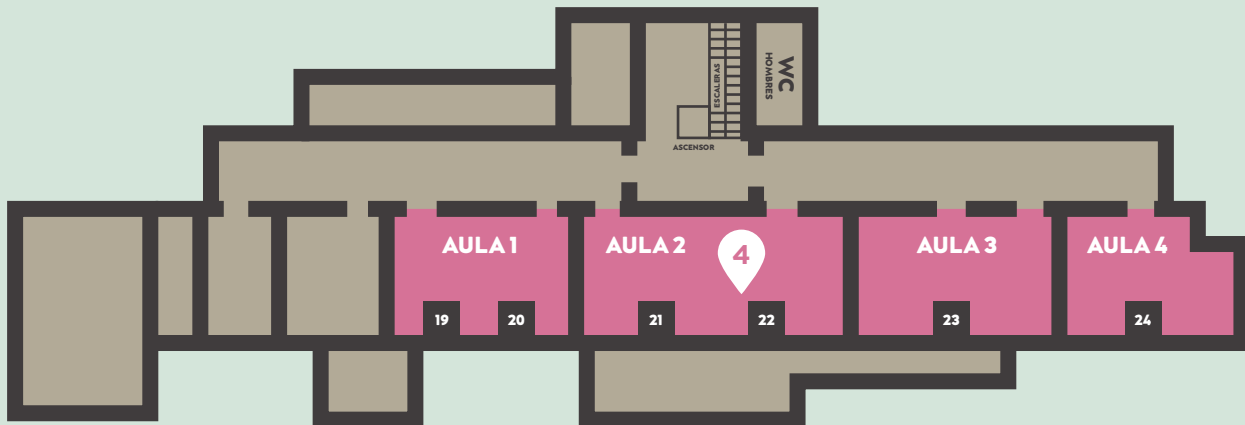 ESCALERAS
WC
HOMBRES
ASCENSOR
AULA 1
AULA 2
4
AULA 3
AULA 4
19
20
21
22
23
24